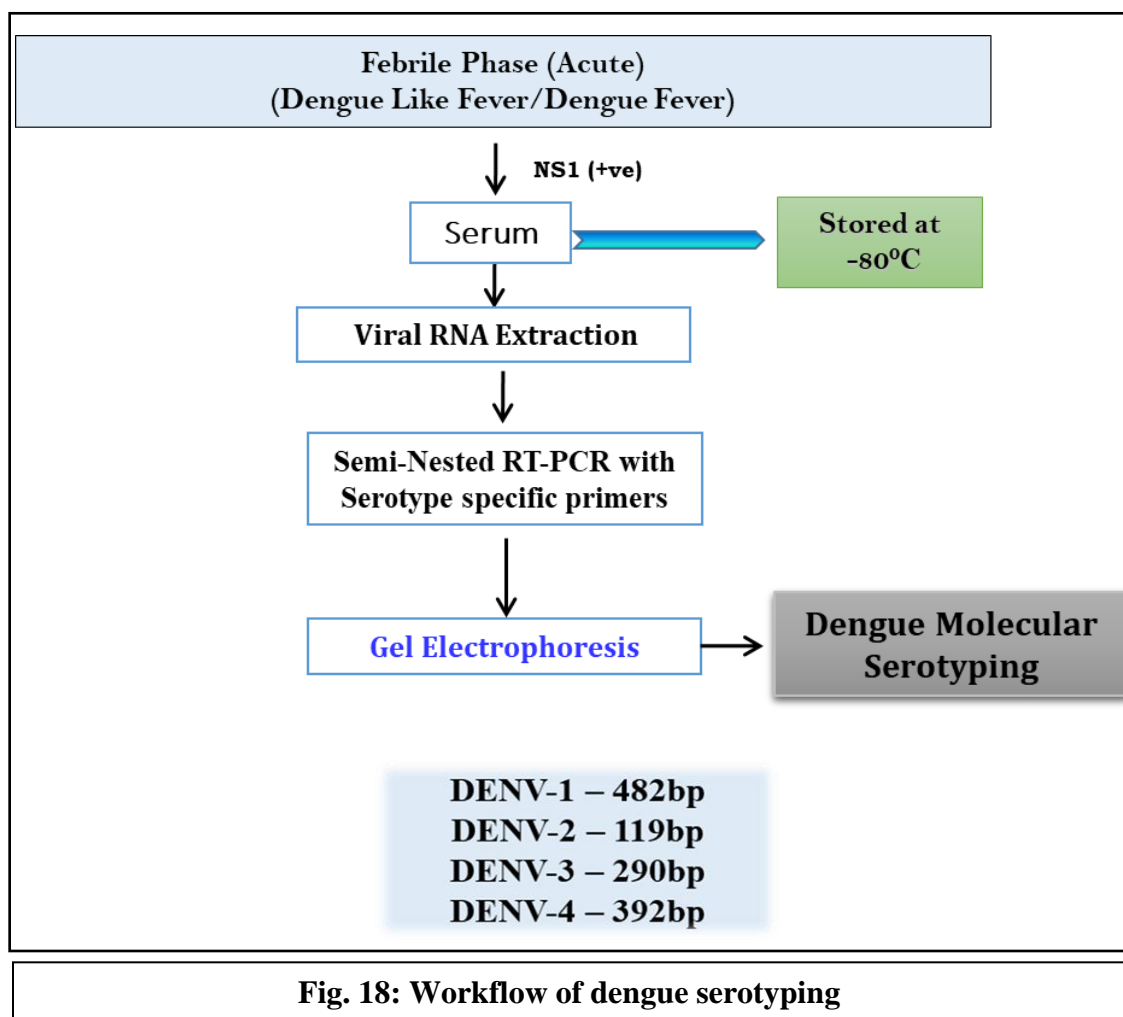 Febrile Phase (Acute)
(Dengue Like Fever/Dengue Fever)
NS1 (+ve)
Serum
Stored at
-80⁰C
Viral RNA Extraction
Semi-Nested RT-PCR with
Serotype specific primers
Gel Electrophoresis
Dengue Molecular
Serotyping
DENV-1 – 482bp
DENV-2 – 119bp
DENV-3 – 290bp
DENV-4 – 392bp
Fig. 18: Workflow of dengue serotyping